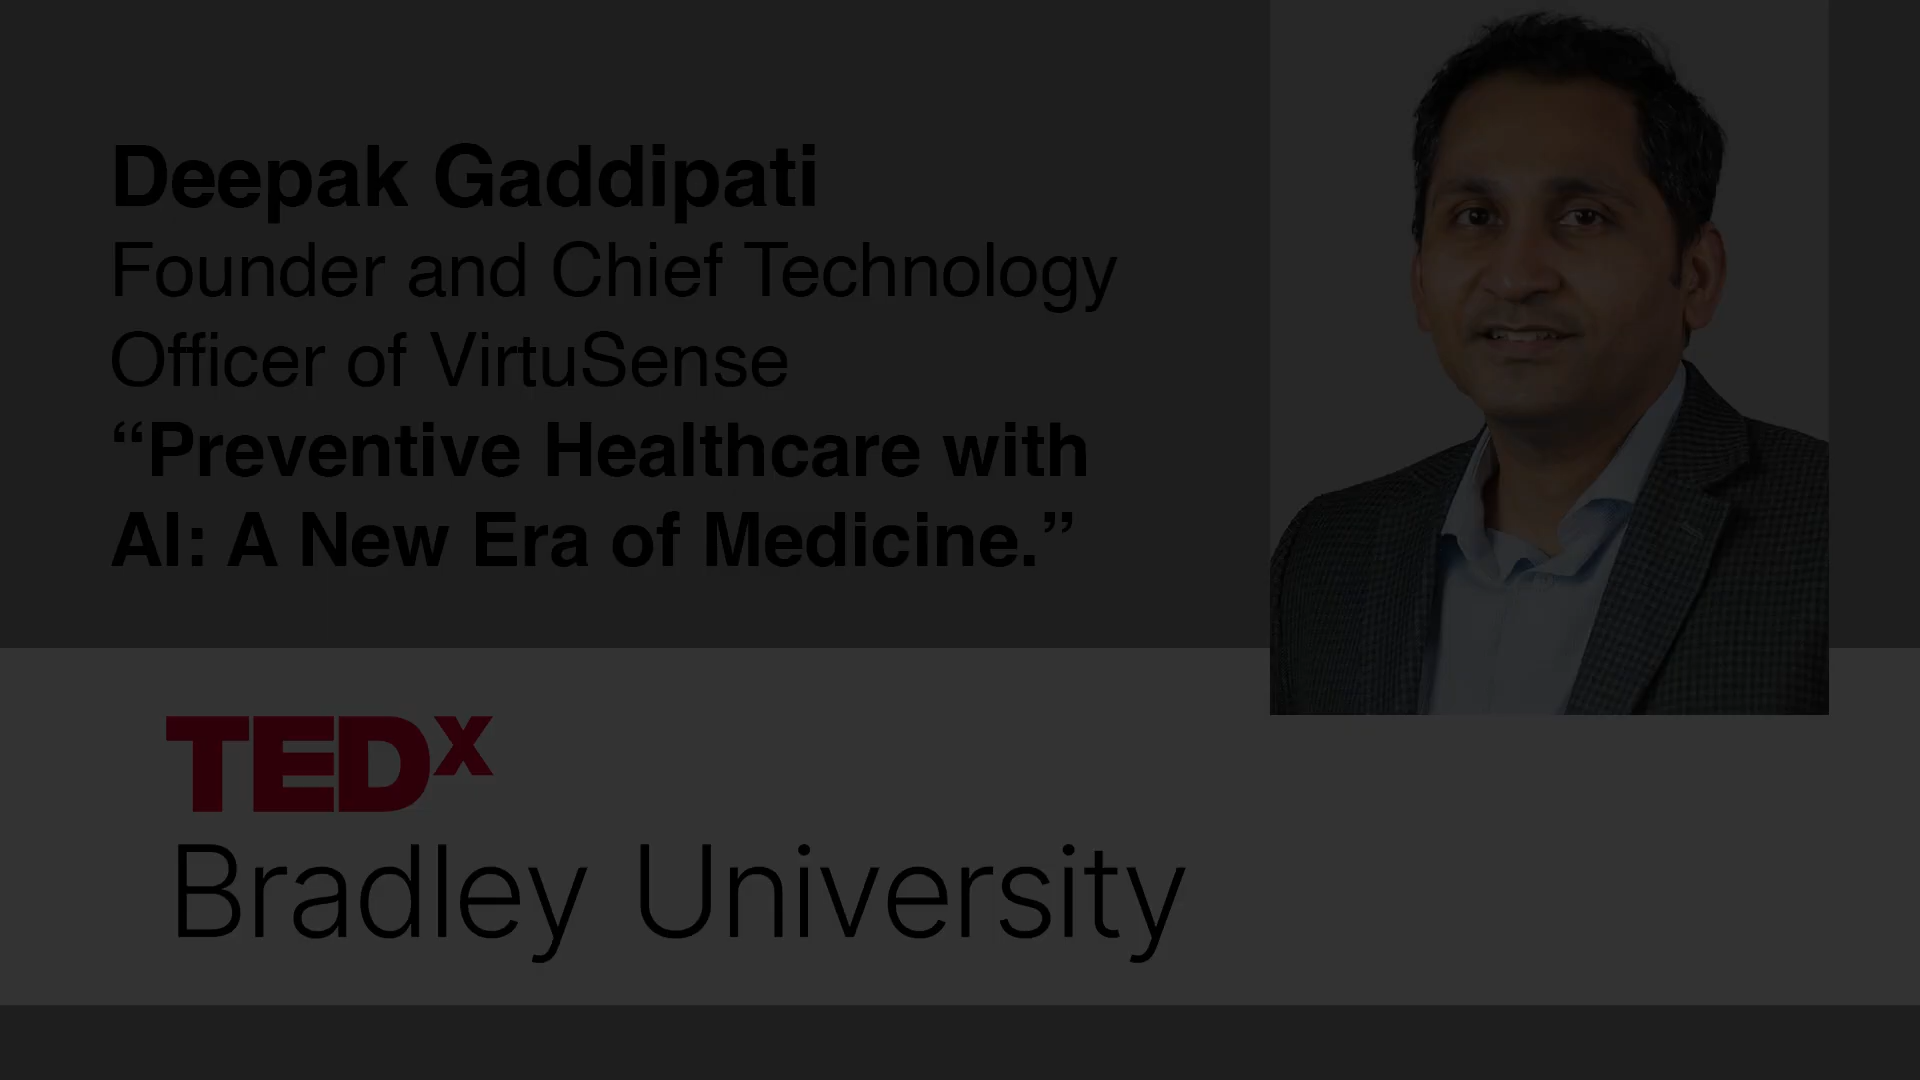 Deepak Gaddipati
Founder and Chief Technology
Officer of VirtuSense
“Preventive Healthcare with
AI: A New Era of Medicine.”
TEDx
Bradley University